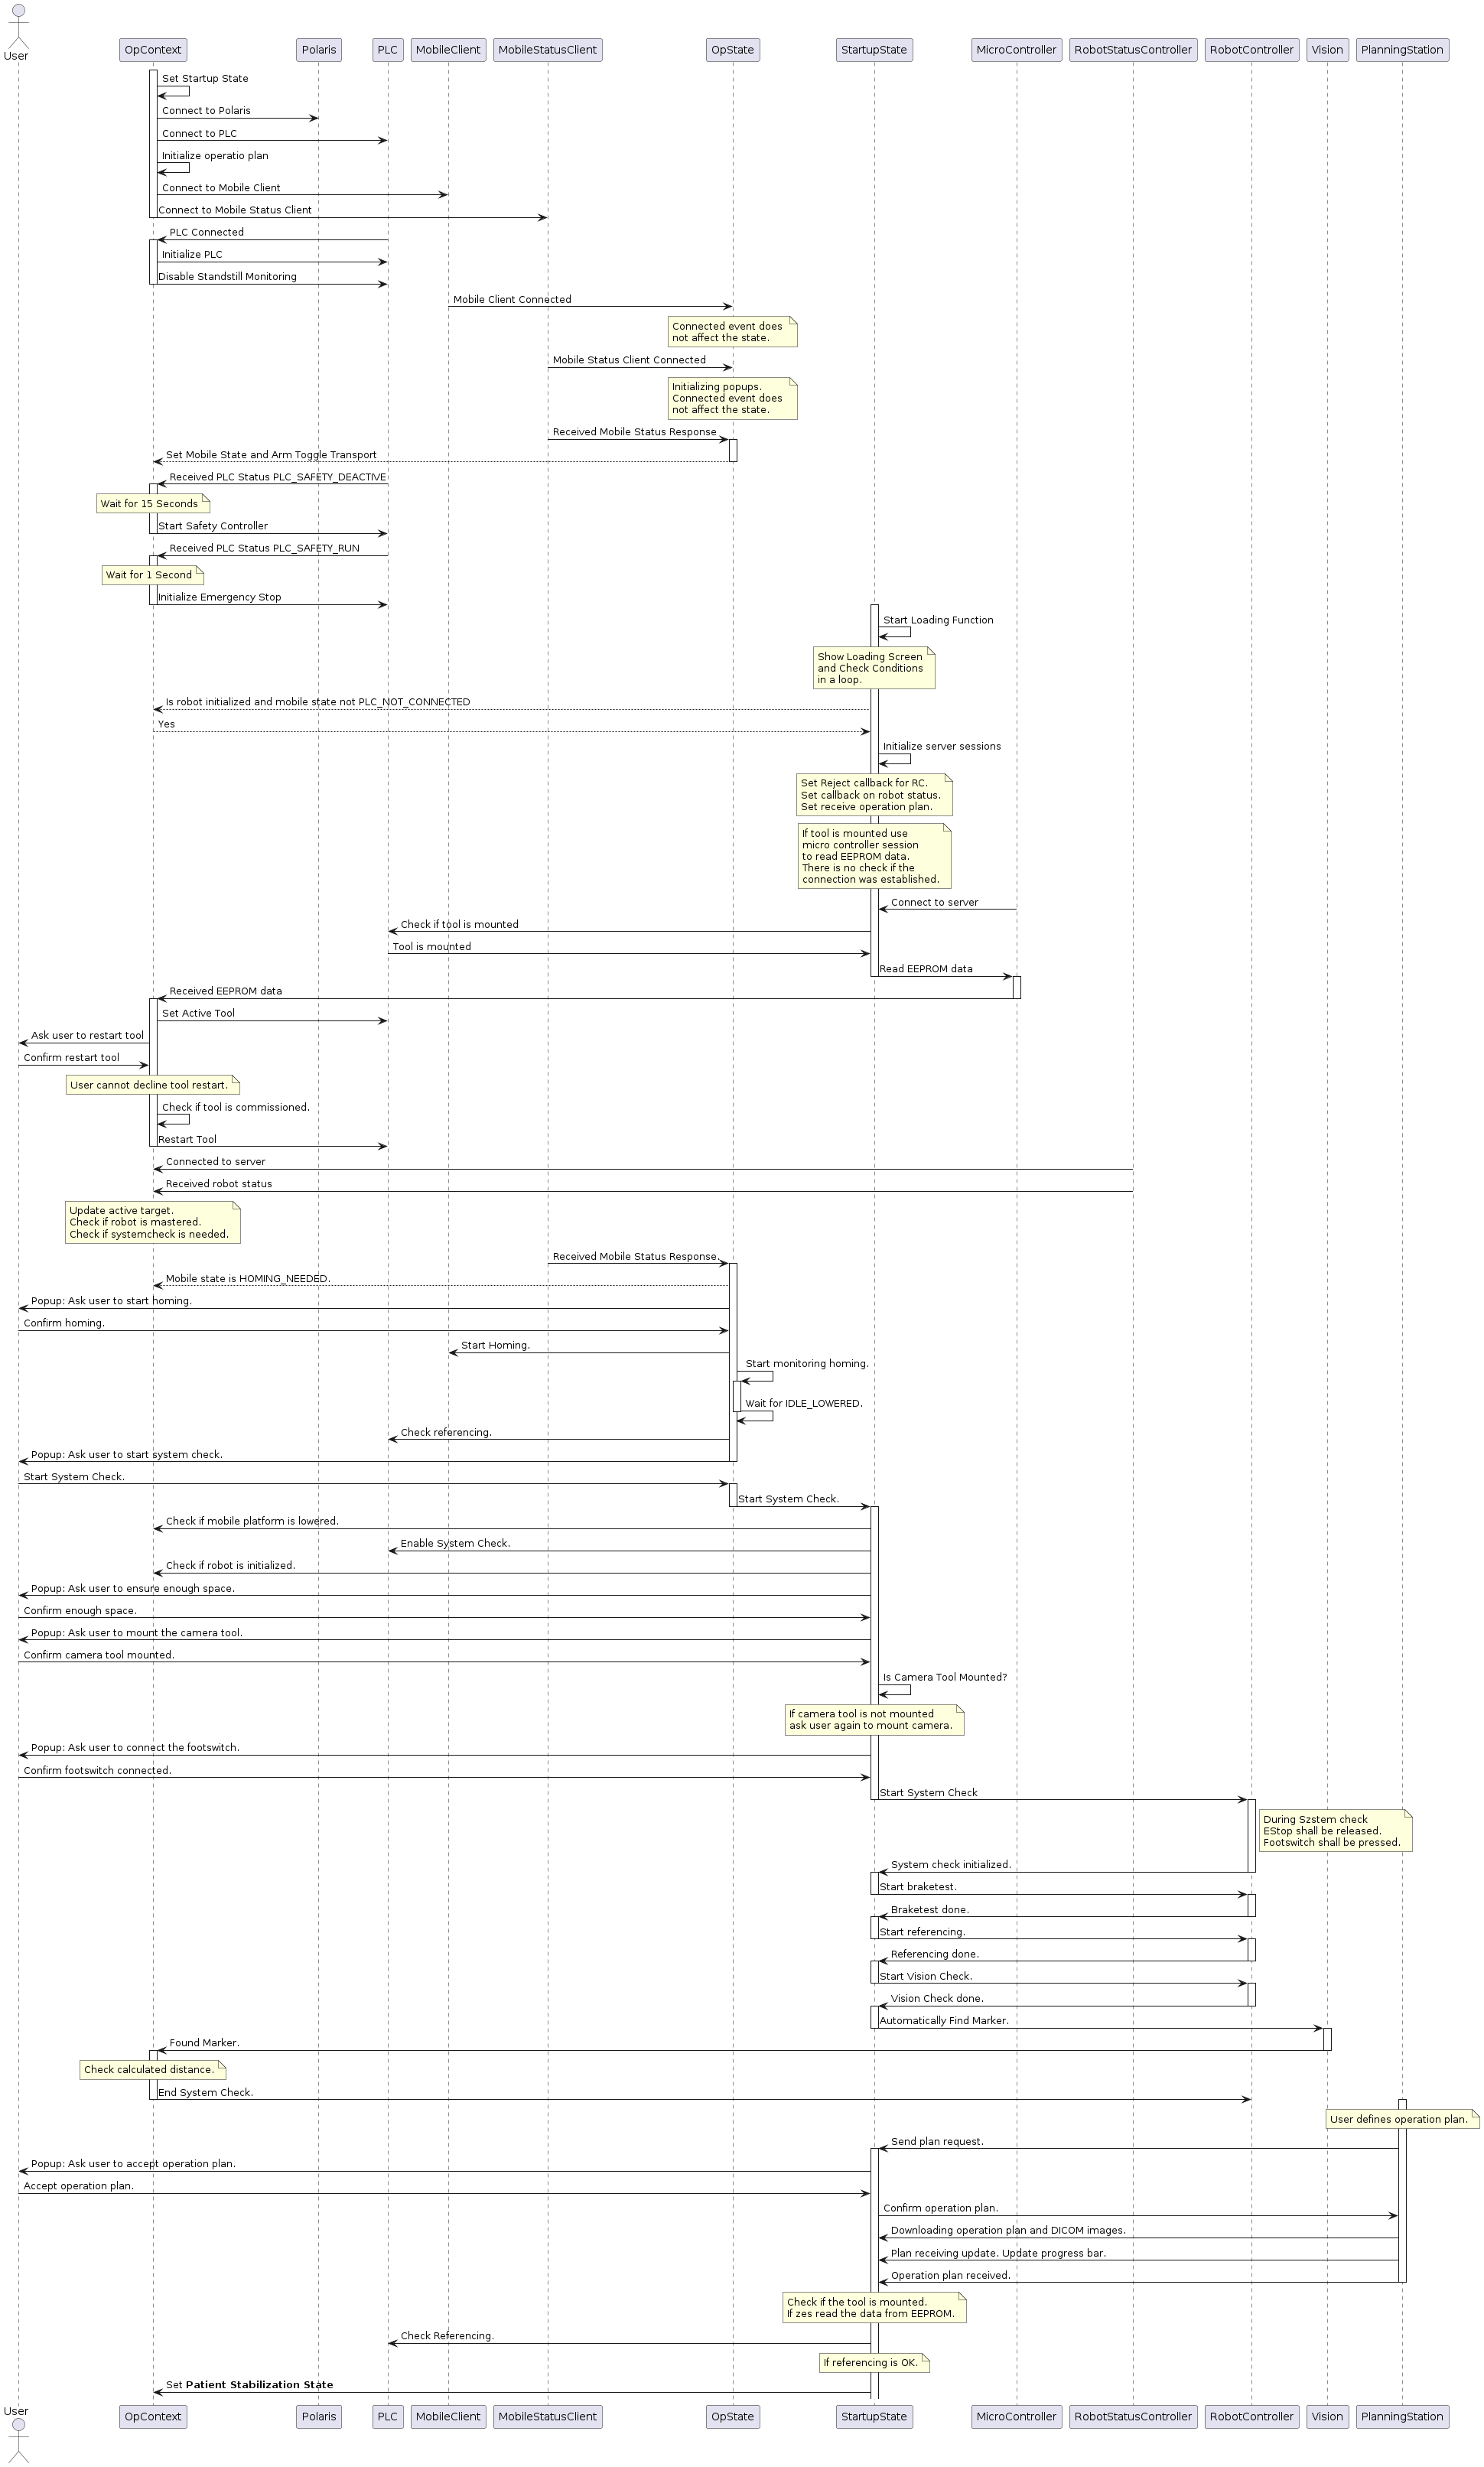 User
OpContext
Polaris
PLC
MobileClient
MobileStatusClient
OpState
StartupState
MicroController
RobotStatusController
RobotController
Vision
PlanningStation
Set Startup State
Connect to Polaris
Connect to PLC
Initialize operatio plan
Connect to Mobile Client
Connect to Mobile Status Client
PLC Connected
Initialize PLC
Disable Standstill Monitoring
Mobile Client Connected
Connected event does
not affect the state.
Mobile Status Client Connected
Initializing popups.
Connected event does
not affect the state.
Received Mobile Status Response
Set Mobile State and Arm Toggle Transport
Received PLC Status PLC_SAFETY_DEACTIVE
Wait for 15 Seconds
Start Safety Controller
Received PLC Status PLC_SAFETY_RUN
Wait for 1 Second
Initialize Emergency Stop
Start Loading Function
Show Loading Screen
and Check Conditions
in a loop.
Is robot initialized and mobile state not PLC_NOT_CONNECTED
Yes
Initialize server sessions
Set Reject callback for RC.
Set callback on robot status.
Set receive operation plan.
If tool is mounted use
micro controller session
to read EEPROM data.
There is no check if the
connection was established.
Connect to server
Check if tool is mounted
Tool is mounted
Read EEPROM data
Received EEPROM data
Set Active Tool
Ask user to restart tool
Confirm restart tool
User cannot decline tool restart.
Check if tool is commissioned.
Restart Tool
Connected to server
Received robot status
Update active target.
Check if robot is mastered.
Check if systemcheck is needed.
Received Mobile Status Response.
Mobile state is HOMING_NEEDED.
Popup: Ask user to start homing.
Confirm homing.
Start Homing.
Start monitoring homing.
Wait for IDLE_LOWERED.
Check referencing.
Popup: Ask user to start system check.
Start System Check.
Start System Check.
Check if mobile platform is lowered.
Enable System Check.
Check if robot is initialized.
Popup: Ask user to ensure enough space.
Confirm enough space.
Popup: Ask user to mount the camera tool.
Confirm camera tool mounted.
Is Camera Tool Mounted?
If camera tool is not mounted
ask user again to mount camera.
Popup: Ask user to connect the footswitch.
Confirm footswitch connected.
Start System Check
During Szstem check
EStop shall be released.
Footswitch shall be pressed.
System check initialized.
Start braketest.
Braketest done.
Start referencing.
Referencing done.
Start Vision Check.
Vision Check done.
Automatically Find Marker.
Found Marker.
Check calculated distance.
End System Check.
User defines operation plan.
Send plan request.
Popup: Ask user to accept operation plan.
Accept operation plan.
Confirm operation plan.
Downloading operation plan and DICOM images.
Plan receiving update. Update progress bar.
Operation plan received.
Check if the tool is mounted.
If zes read the data from EEPROM.
Check Referencing.
If referencing is OK.
Set Patient Stabilization State
User
OpContext
Polaris
PLC
MobileClient
MobileStatusClient
OpState
StartupState
MicroController
RobotStatusController
RobotController
Vision
PlanningStation